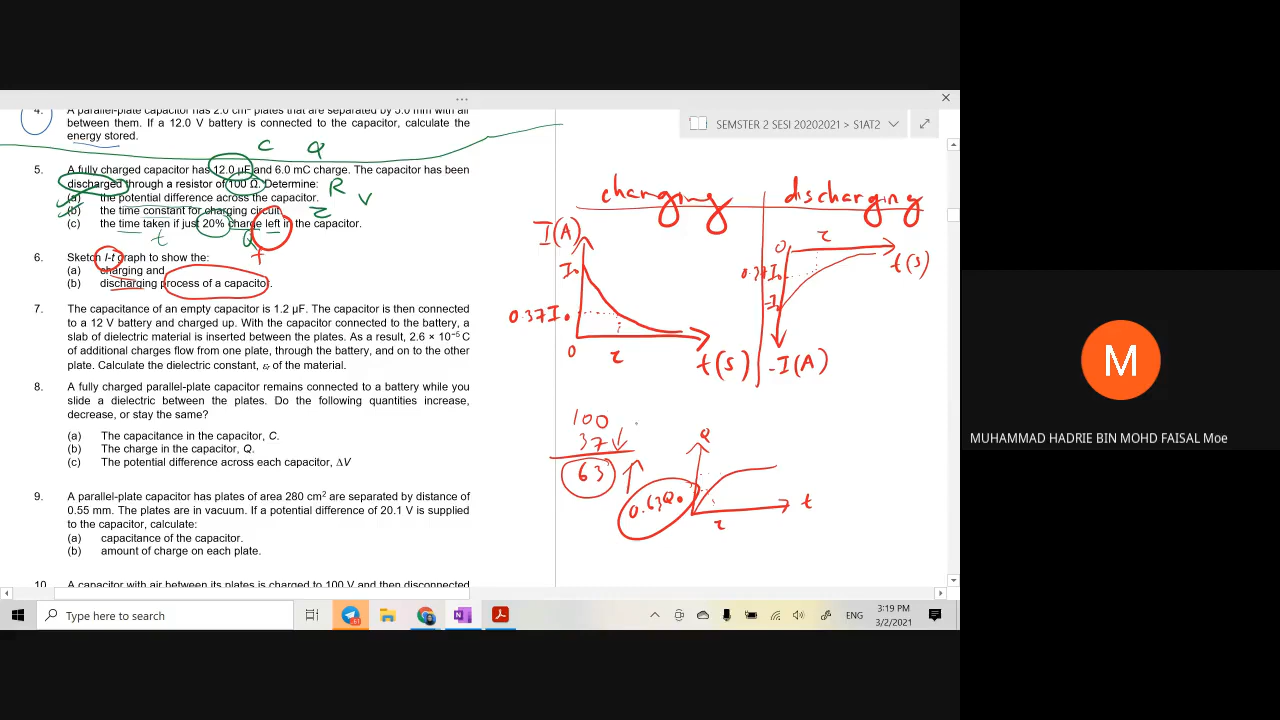 4. A parallel-plate capacitor has 2.0 cm² plates that are separated by 5.0 mm with air
between them. If a 12.0 V battery is connected to the capacitor, calculate the
energy stored.
C Q
5. A fully charged capacitor has 12.0 μF and 6.0 mC charge. The capacitor has been
discharged through a resistor of 100 Ω. Determine:
R V
(a) the potential difference across the capacitor.
(b) the time constant for charging circuit.
τ
(c) the time taken if just 20% charge left in the capacitor.
t Q
6 Sketch I-t graph to show the:
(a) charging and
(b) discharging process of a capacitor.
7. The capacitance of an empty capacitor is 1.2 μF. The capacitor is then connected
to a 12 V battery and charged up. With the capacitor connected to the battery, a
slab of dielectric material is inserted between the plates. As a result, 2.6 × 10⁻⁵ C
of additional charges flow from one plate, through the battery, and on to the other
plate. Calculate the dielectric constant, εr of the material.
8. A fully charged parallel-plate capacitor remains connected to a battery while you
slide a dielectric between the plates. Do the following quantities increase,
decrease, or stay the same?
(a) The capacitance in the capacitor, C.
(b) The charge in the capacitor, Q.
(c) The potential difference across each capacitor, ΔV
9. A parallel-plate capacitor has plates of area 280 cm² are separated by distance of
0.55 mm. The plates are in vacuum. If a potential difference of 20.1 V is supplied
to the capacitor, calculate:
(a) capacitance of the capacitor.
(b) amount of charge on each plate.
10. A capacitor with air between its plates is charged to 100 V and then disconnected
SEMSTER 2 SESI 20202021 > S1AT2
charging discharging
I(A)
I₀
0.37I₀
0 τ t(s)
0 τ t(s)
0.37I₀
-I₀
-I(A)
100
37↓
63↑
Q
0.63Q₀
τ t
MUHAMMAD HADRIE BIN MOHD FAISAL Moe
M
Type here to search
ENG
3:19 PM
3/2/2021